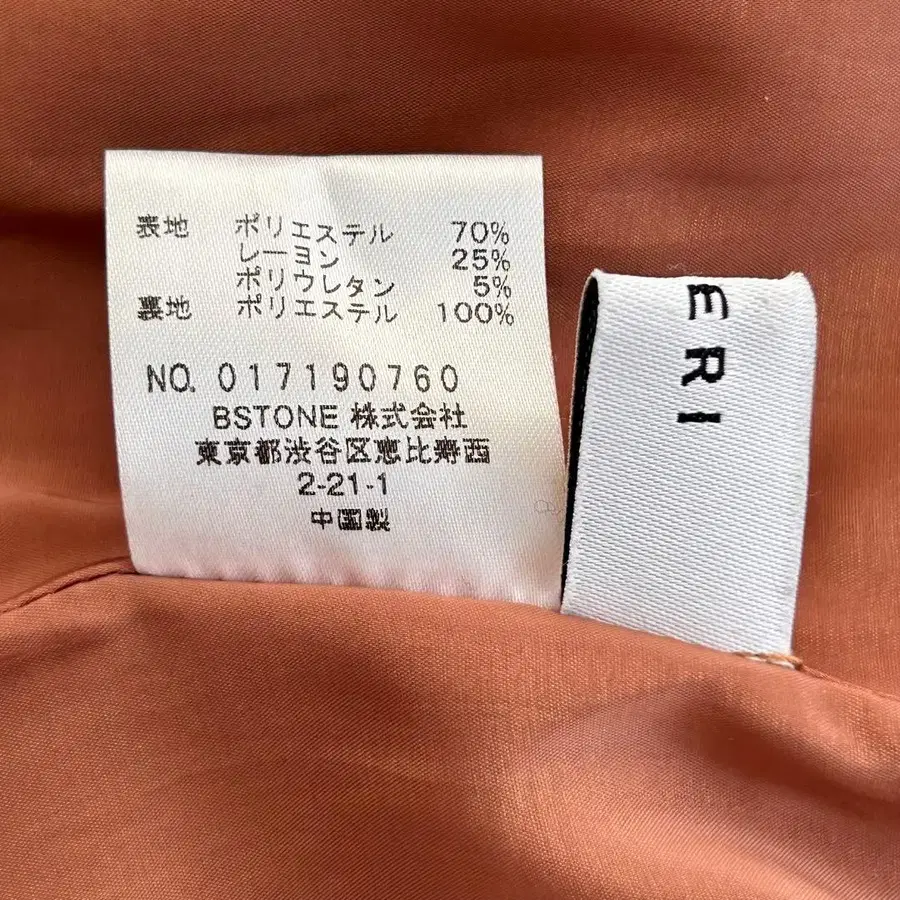 表地 ポリエステル 70%
レーヨン 25%
ポリウレタン 5%
裏地 ポリエステル 100%
NO. 017190760
BSTONE 株式会社
東京都渋谷区恵比寿西
2-21-1
中国製
ERI